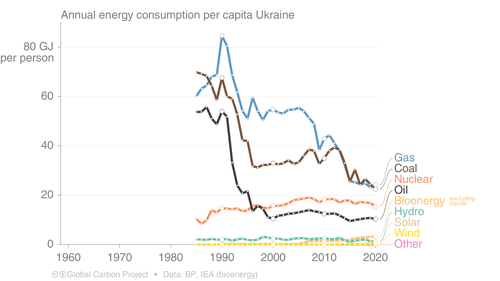 Annual energy consumption per capita Ukraine
80 GJ
per person
60
40
20
0
1960
1970
1980
1990
2000
2010
2020
Gas
Coal
Nuclear
Oil
Bioenergy excluding
liquids
Hydro
Solar
Wind
Other
Global Carbon Project • Data: BP, IEA (bioenergy)